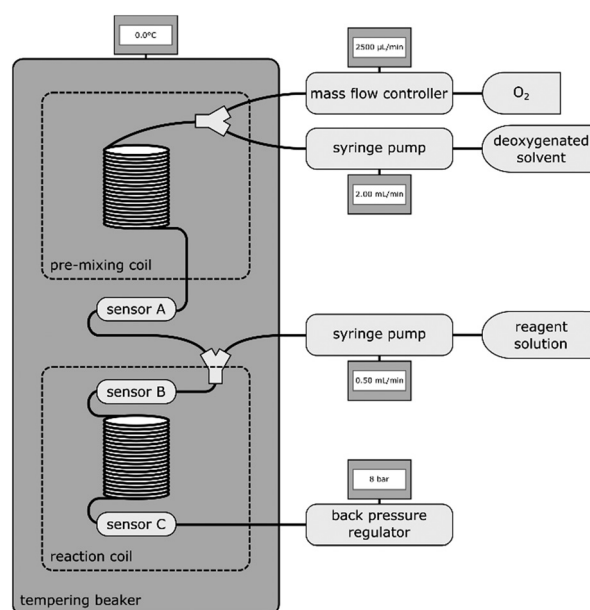 0.0°C
2500 µL/min
mass flow controller
O2
syringe pump
deoxygenated
solvent
2.00 mL/min
pre-mixing coil
sensor A
syringe pump
reagent
solution
0.50 mL/min
sensor B
8 bar
sensor C
back pressure
regulator
reaction coil
tempering beaker